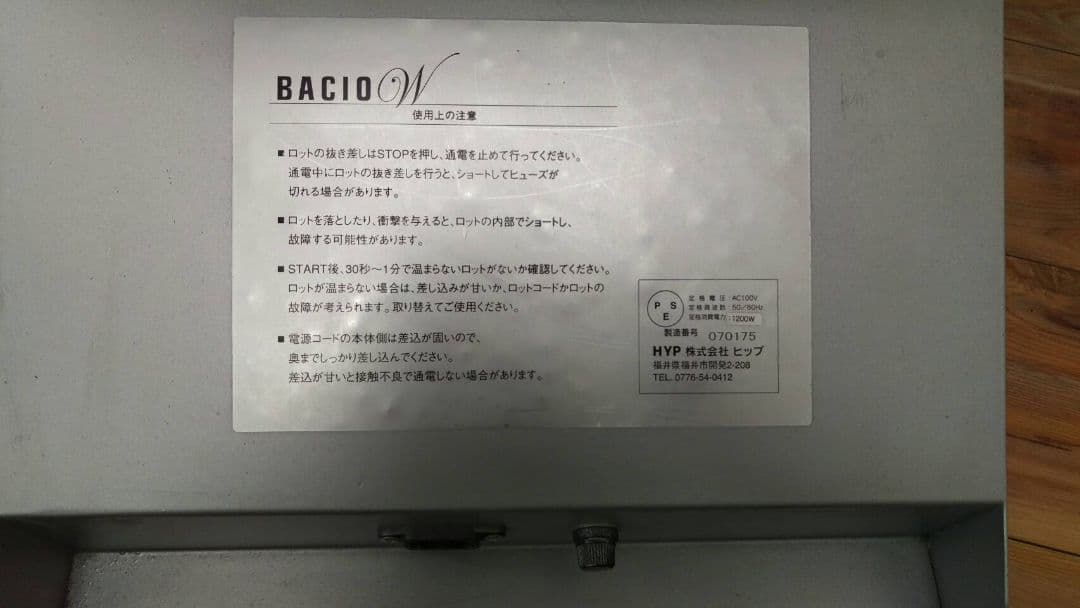 BACIO W
使用上の注意
■ ロットの抜き差しはSTOPを押し、通電を止めて行ってください。
通電中にロットの抜き差しを行うと、ショートしてヒューズが
切れる場合があります。
■ ロットを落としたり、衝撃を与えると、ロットの内部でショートし、
故障する可能性があります。
■ START後、30秒～1分で温まらないロットがないか確認してください。
ロットが温まらない場合は、差し込みが甘いか、ロットコードかロットの
故障が考えられます。取り替えてご使用ください。
■ 電源コードの本体側は差込が固いので、
奥までしっかり差し込んでください。
差込が甘いと接触不良で通電しない場合があります。
P S E
定格電圧:AC100V
定格周波数:50/60Hz
定格消費電力:1200W
製造番号 070175
HYP 株式会社 ヒップ
福井県福井市開発2-208
TEL. 0776-54-0412